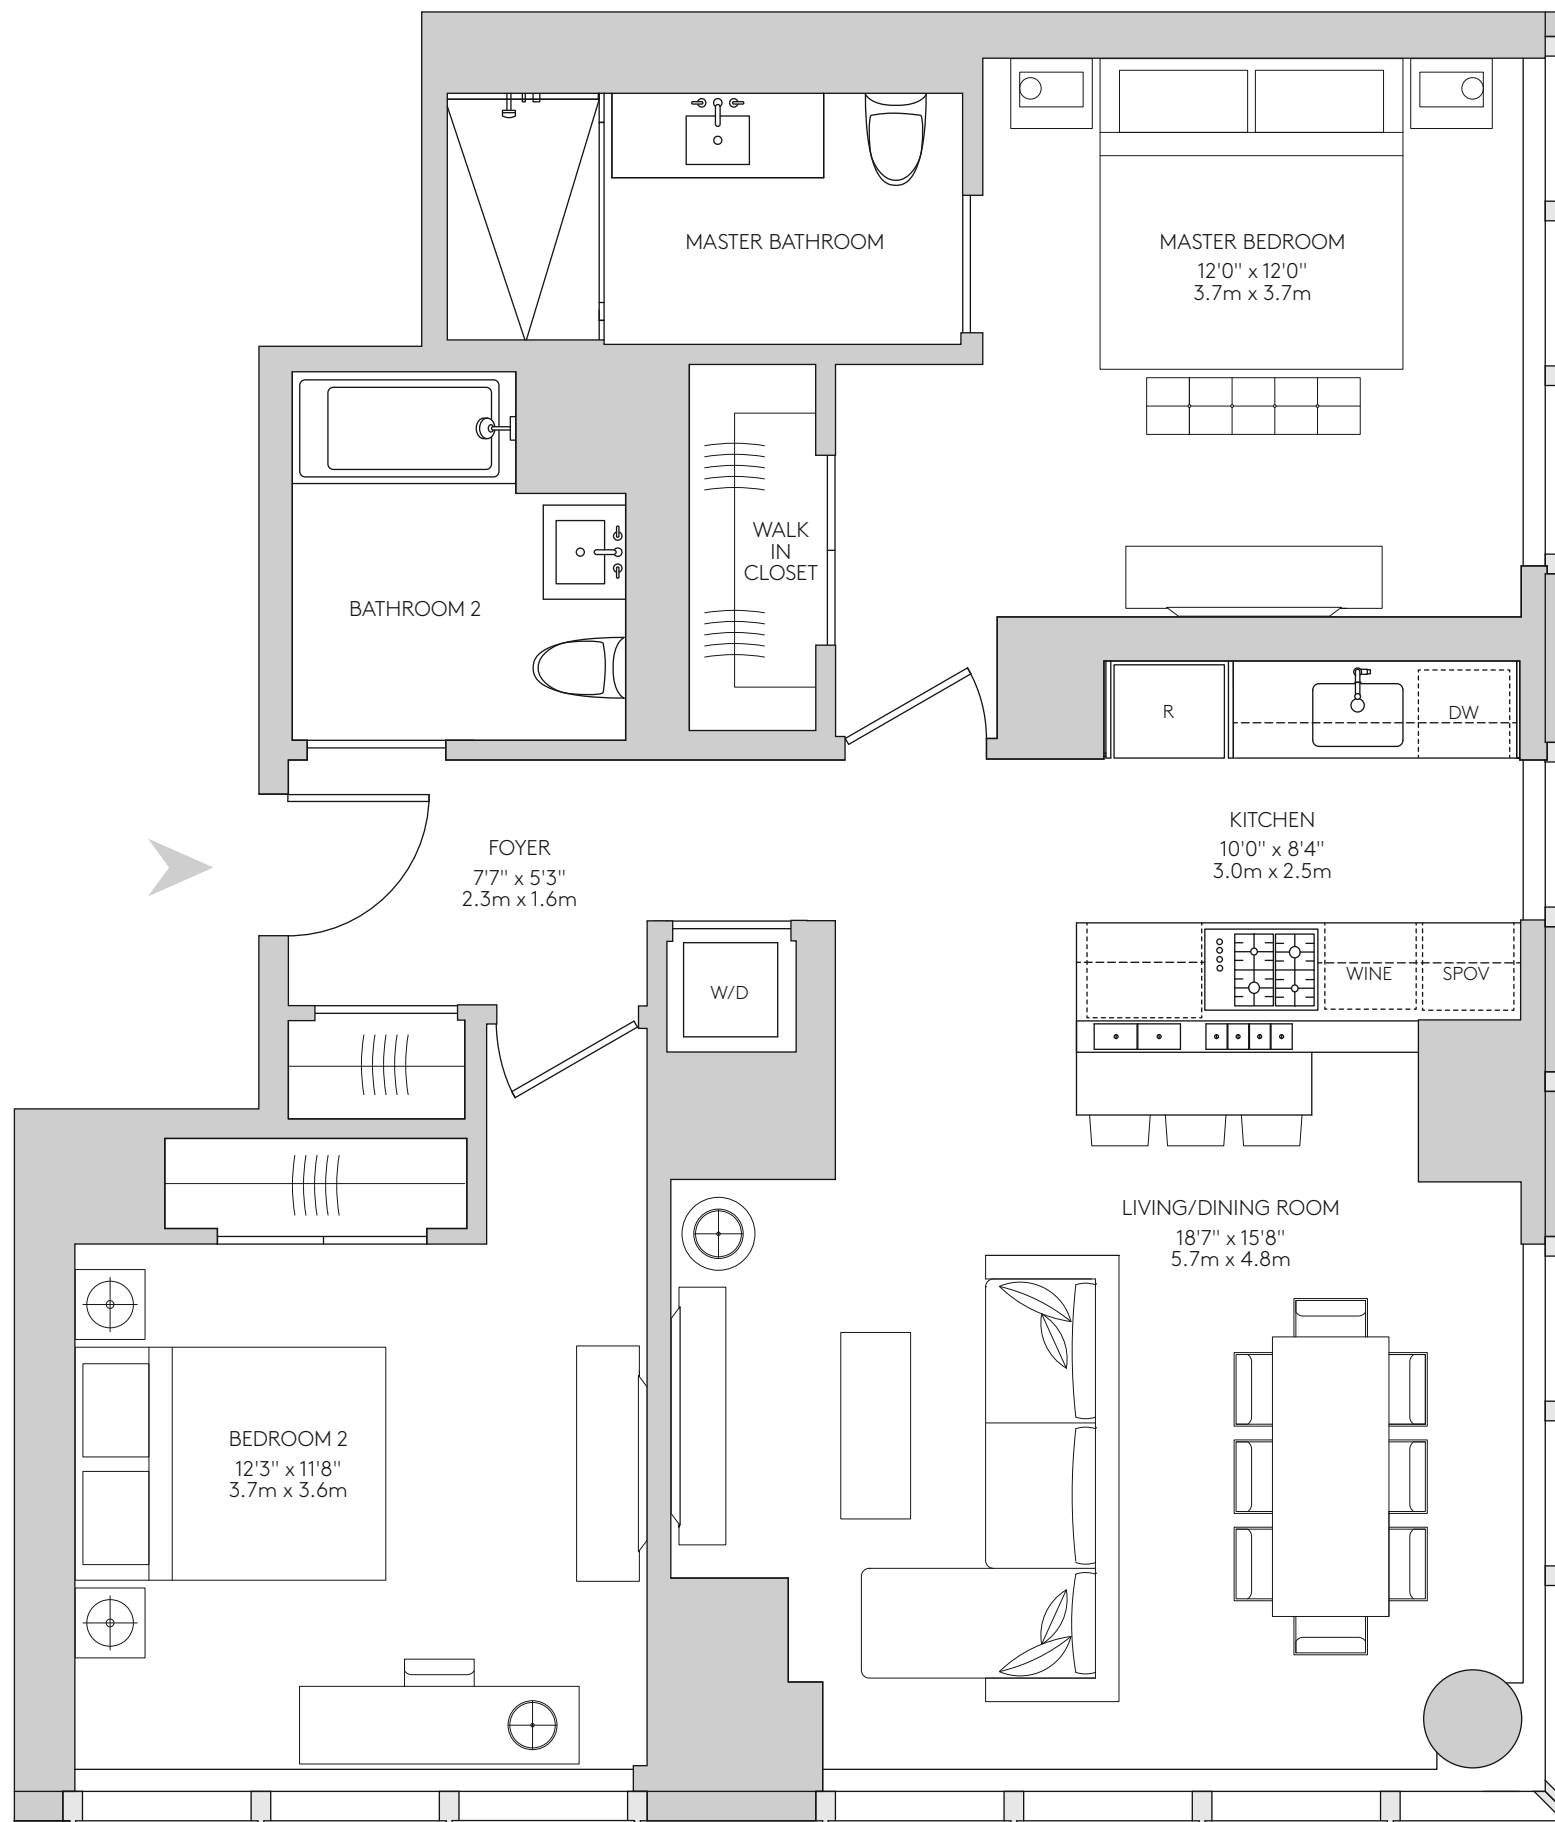 MASTER BATHROOM
MASTER BEDROOM
12'0" x 12'0"
3.7m x 3.7m
WALK
IN
CLOSET
BATHROOM 2
R
DW
KITCHEN
10'0" x 8'4"
3.0m x 2.5m
FOYER
7'7" x 5'3"
2.3m x 1.6m
W/D
WINE
SPOV
LIVING/DINING ROOM
18'7" x 15'8"
5.7m x 4.8m
BEDROOM 2
12'3" x 11'8"
3.7m x 3.6m